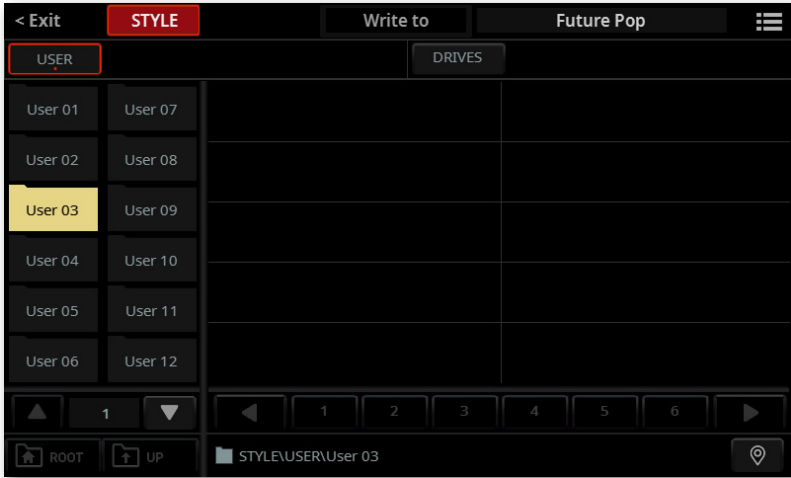 < Exit STYLE Write to Future Pop
USER DRIVES
User 01 User 07
User 02 User 08
User 03 User 09
User 04 User 10
User 05 User 11
User 06 User 12
1 1 2 3 4 5 6
ROOT UP STYLE\USER\User 03